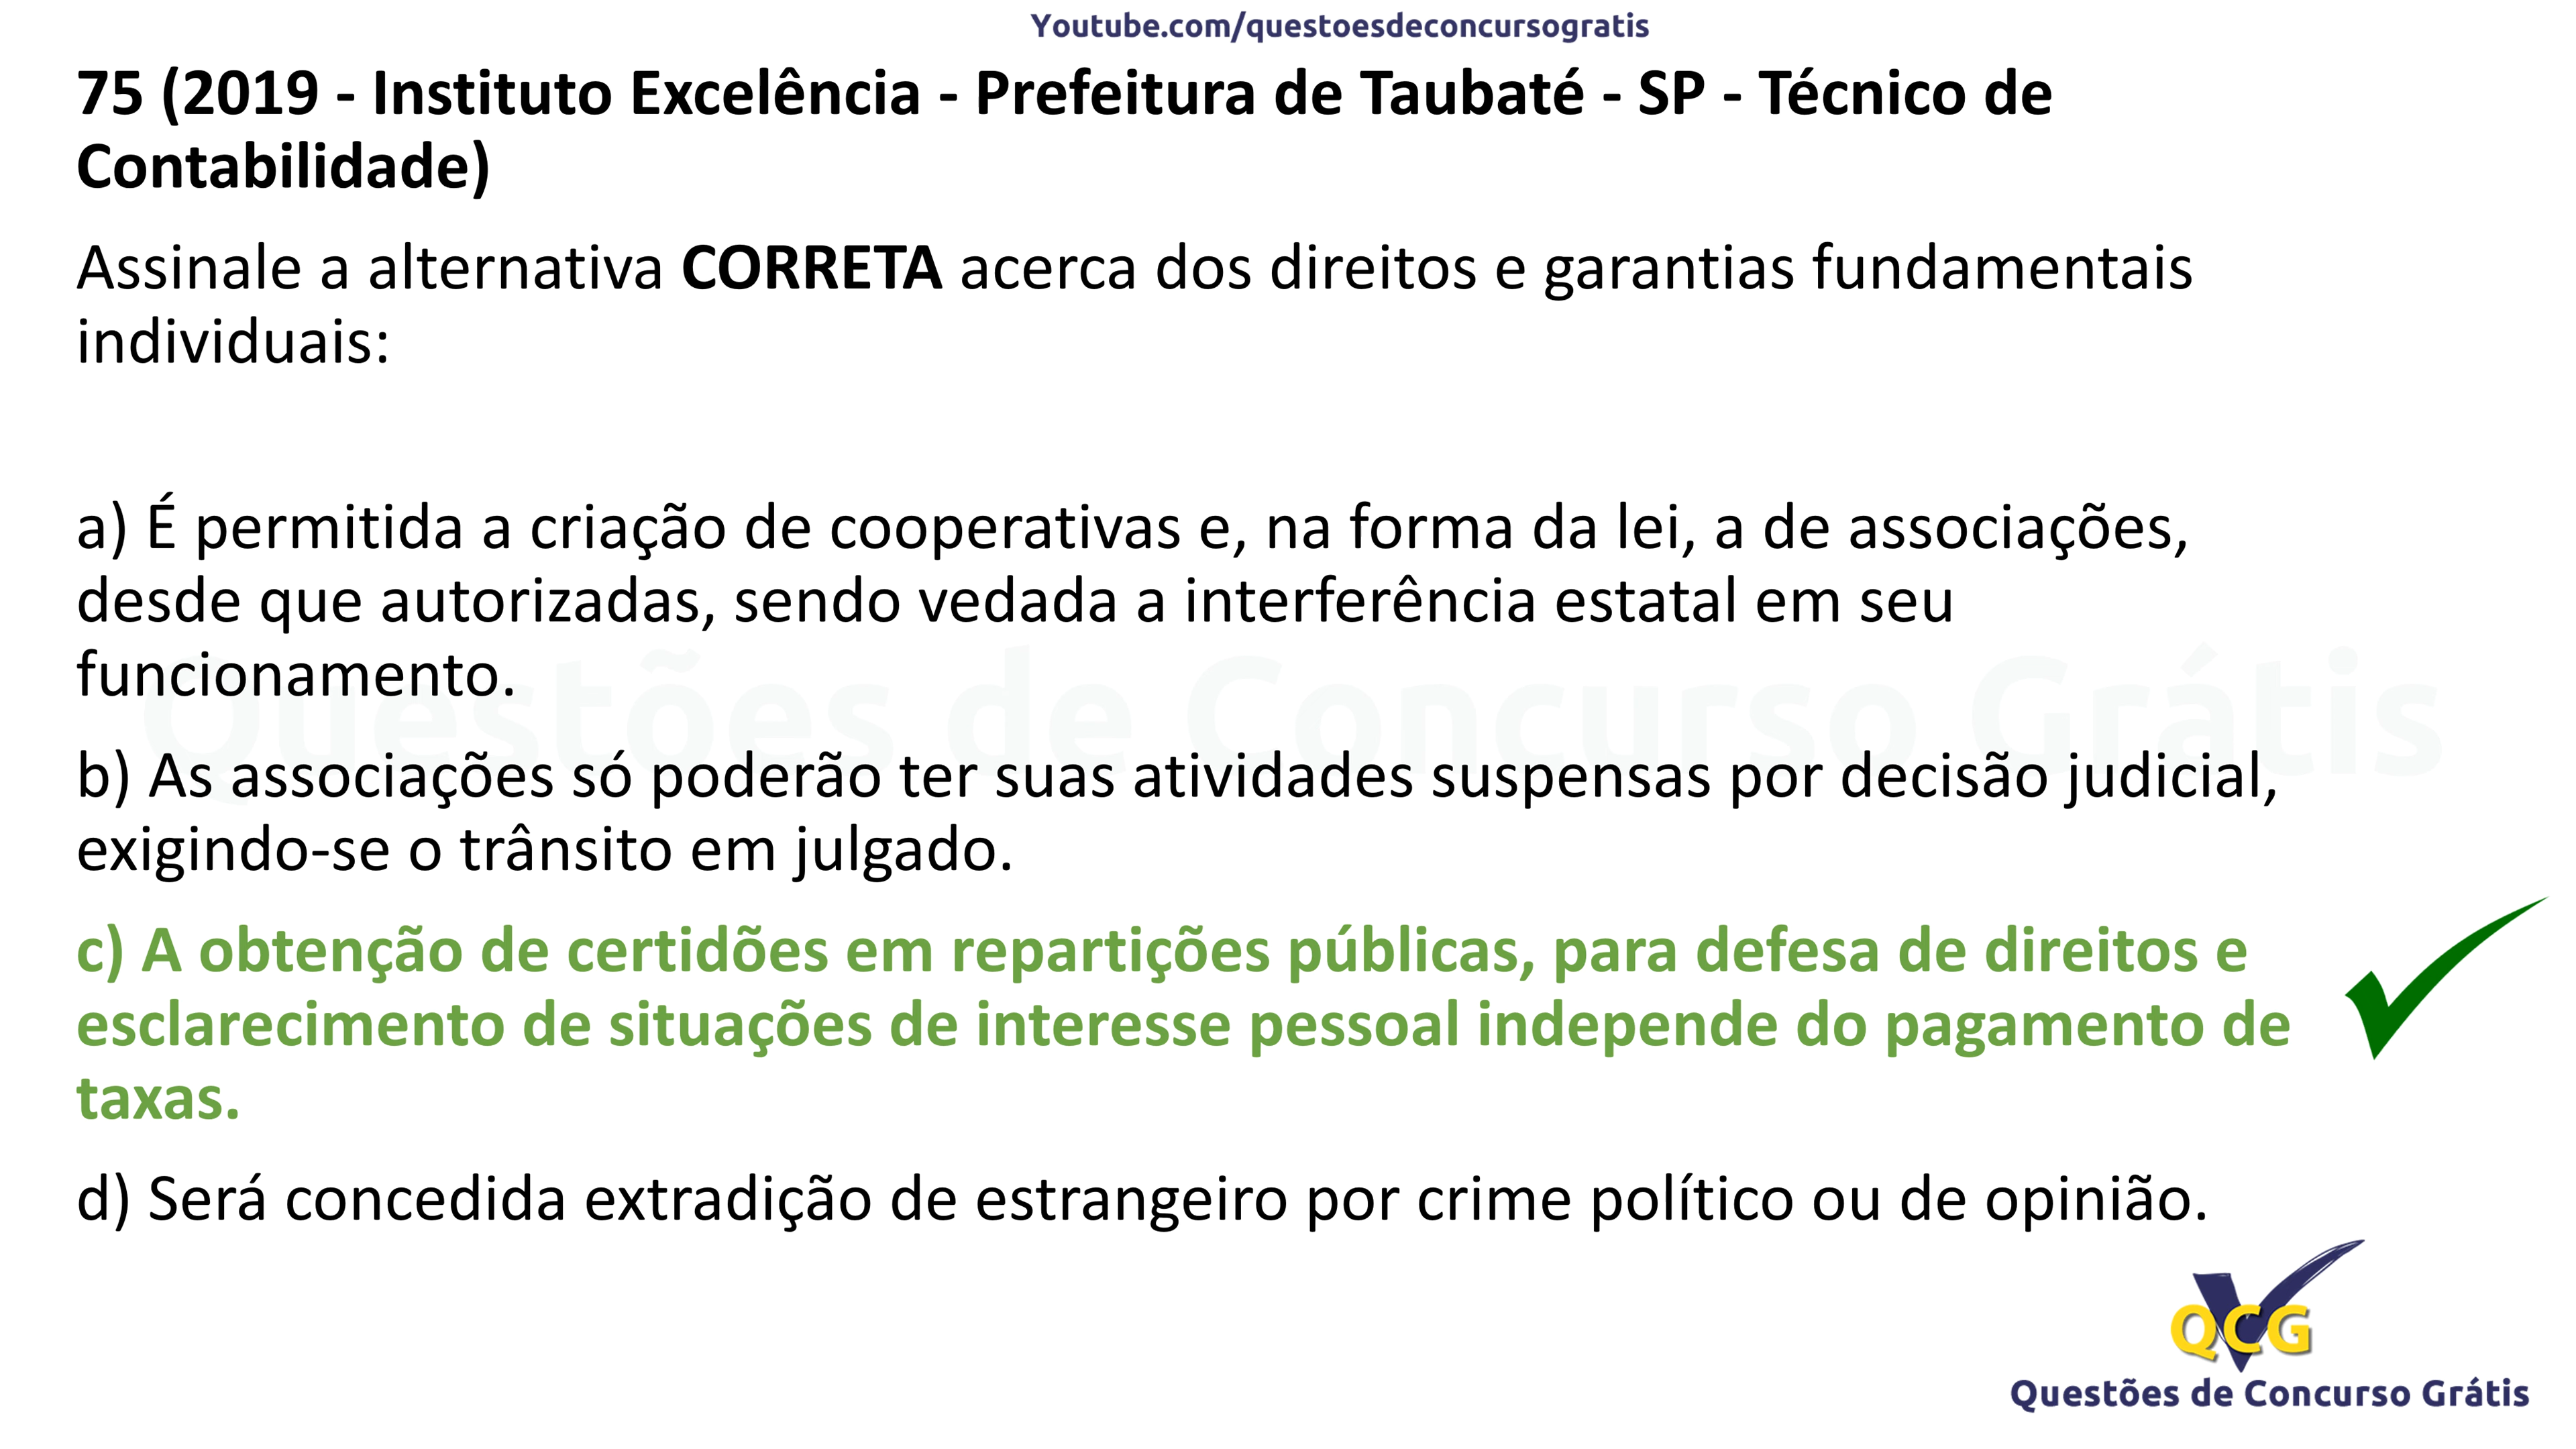 Youtube.com/questoesdeconcursogratis
75 (2019 - Instituto Excelência - Prefeitura de Taubaté - SP - Técnico de
Contabilidade)
Assinale a alternativa CORRETA acerca dos direitos e garantias fundamentais
individuais:
a) É permitida a criação de cooperativas e, na forma da lei, a de associações,
desde que autorizadas, sendo vedada a interferência estatal em seu
funcionamento.
Questões de Concurso Grátis
b) As associações só poderão ter suas atividades suspensas por decisão judicial,
exigindo-se o trânsito em julgado.
c) A obtenção de certidões em repartições públicas, para defesa de direitos e
esclarecimento de situações de interesse pessoal independe do pagamento de
taxas.
d) Será concedida extradição de estrangeiro por crime político ou de opinião.
QCG
Questões de Concurso Grátis